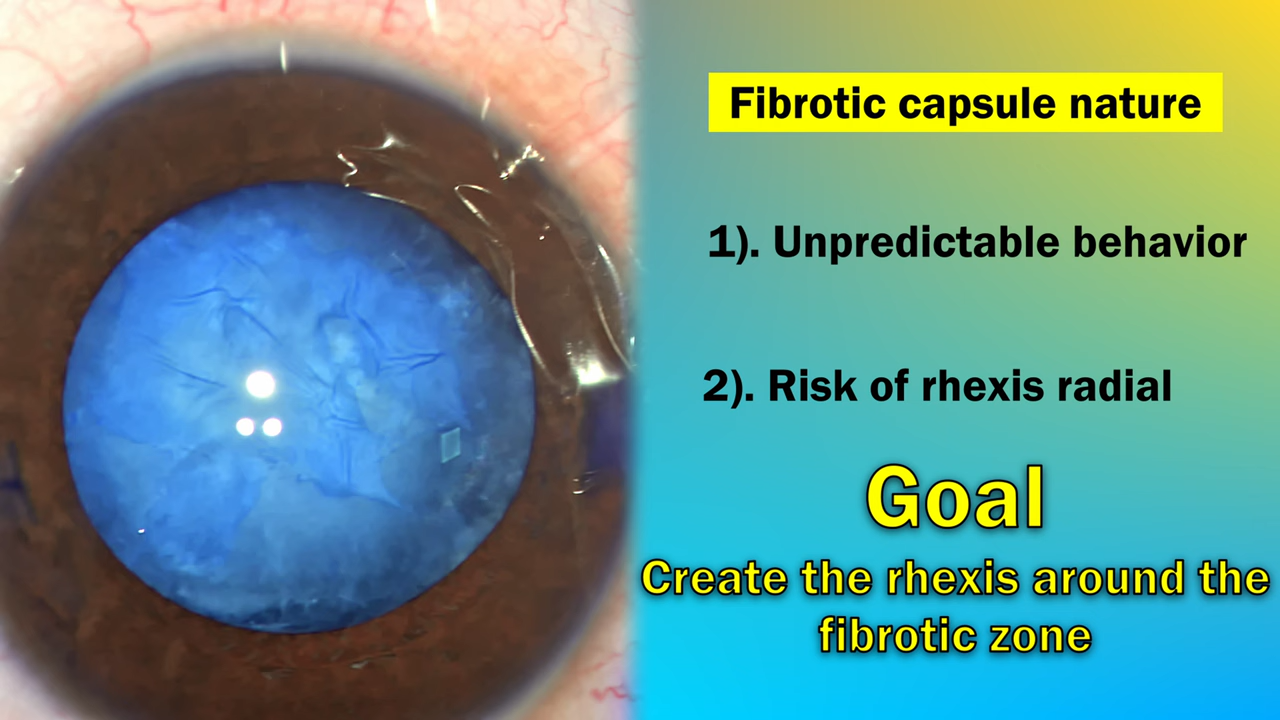 Fibrotic capsule nature
1). Unpredictable behavior
2). Risk of rhexis radial
Goal
Create the rhexis around the
fibrotic zone